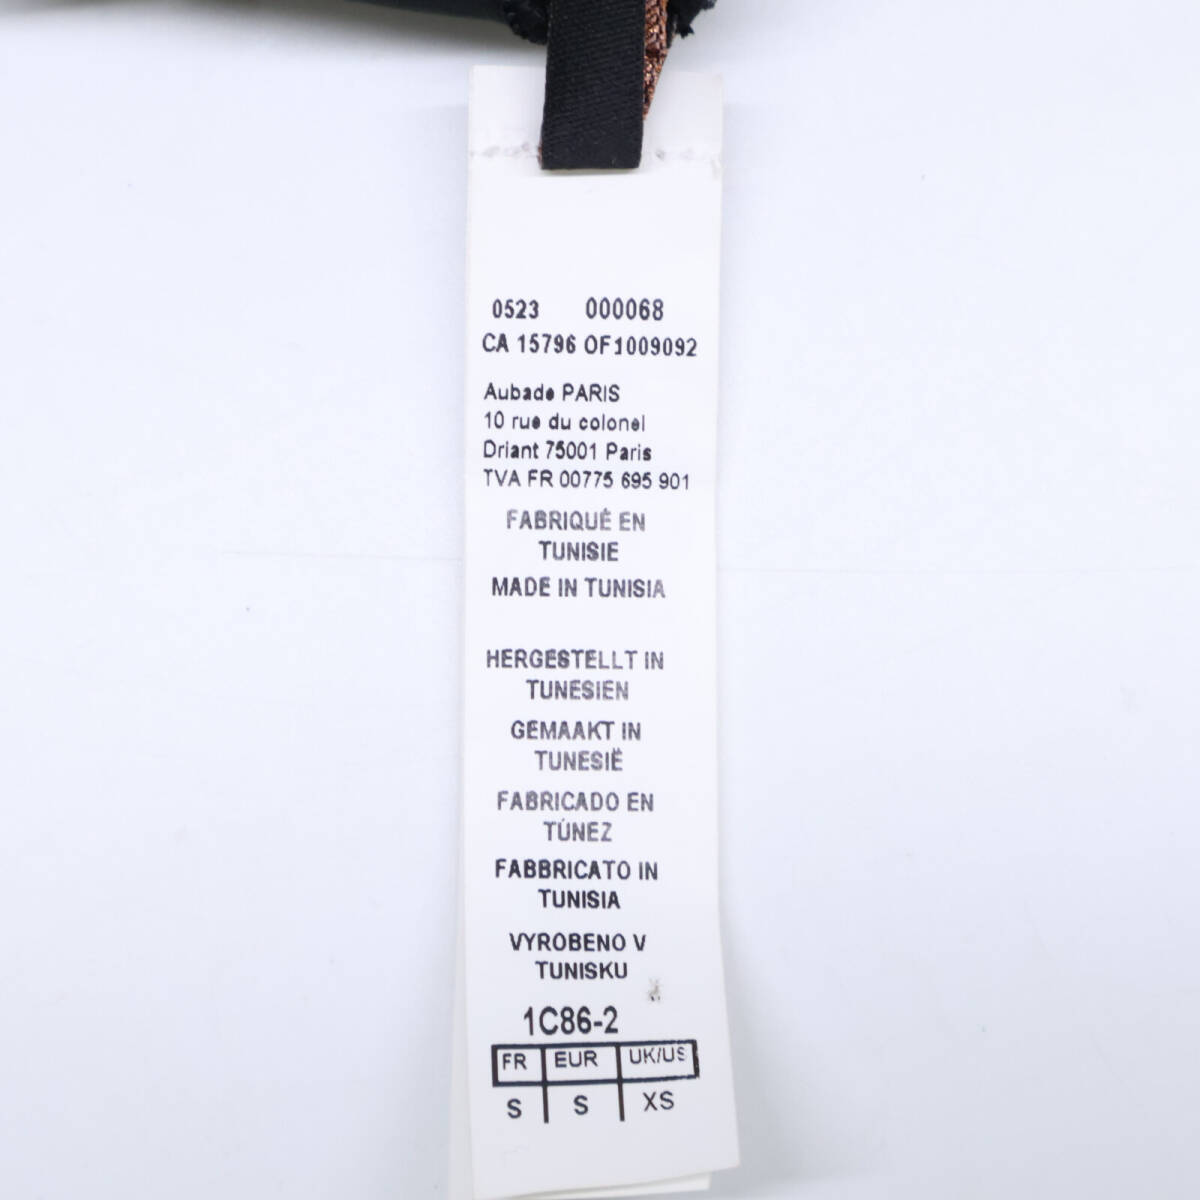 0523 000068
CA 15796 OF1009092
Aubade PARIS
10 rue du colonel
Driant 75001 Paris
TVA FR 00775 695 901
FABRIQUÉ EN
TUNISIE
MADE IN TUNISIA
HERGESTELLT IN
TUNESIEN
GEMAAKT IN
TUNESIË
FABRICADO EN
TÚNEZ
FABBRICATO IN
TUNISIA
VYROBENO V
TUNISKU
1C86-2
FR EUR UK/US
S S XS